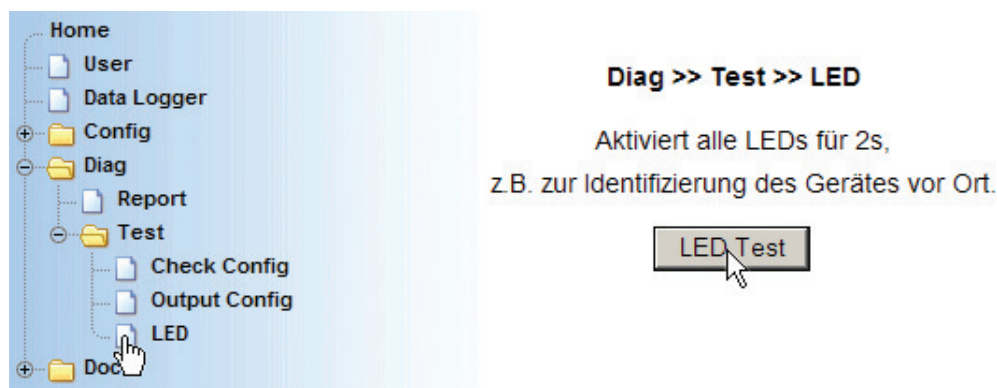 Home
User
Data Logger
Config
Diag
Report
Test
Check Config
Output Config
LED
Diag >> Test >> LED
Aktiviert alle LEDs für 2s,
z.B. zur Identifizierung des Gerätes vor Ort.
LED Test